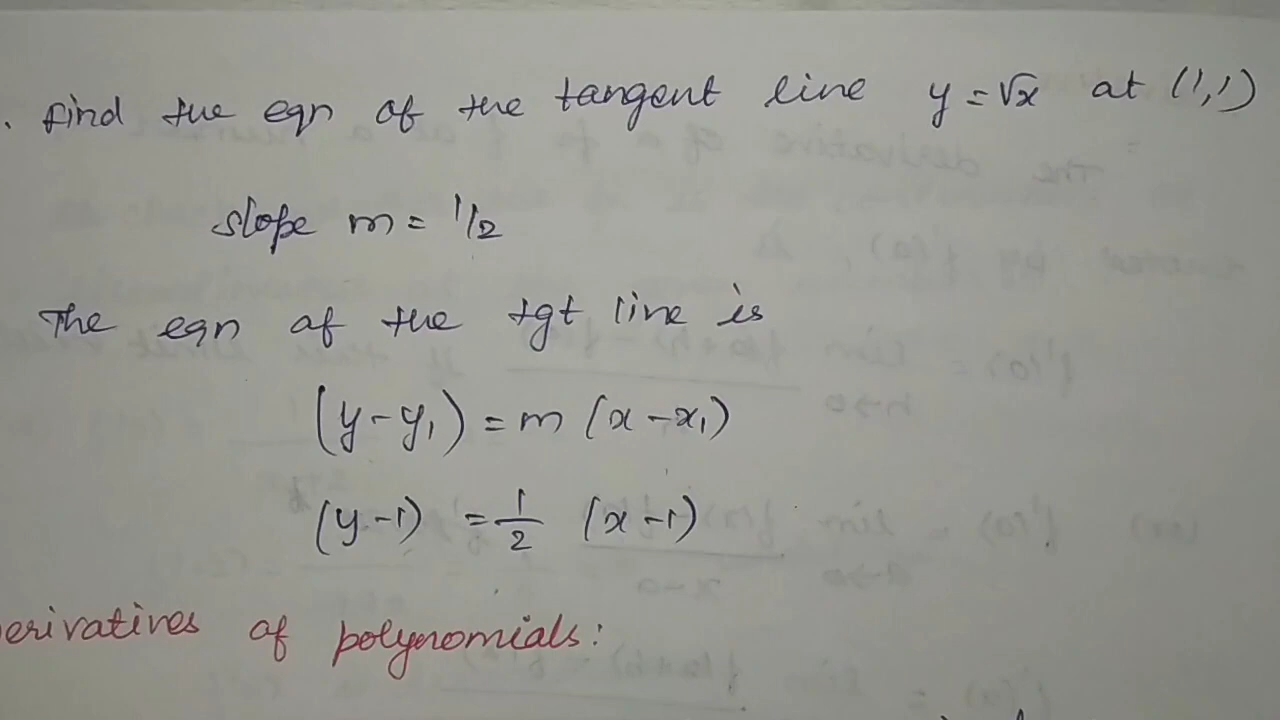 . Find the eqn of the tangent line y = √x at (1,1)
slope m = 1/2
The eqn of the tgt line is
(y - y₁) = m (x - x₁)
(y - 1) = 1/2 (x - 1)
erivatives of polynomials: